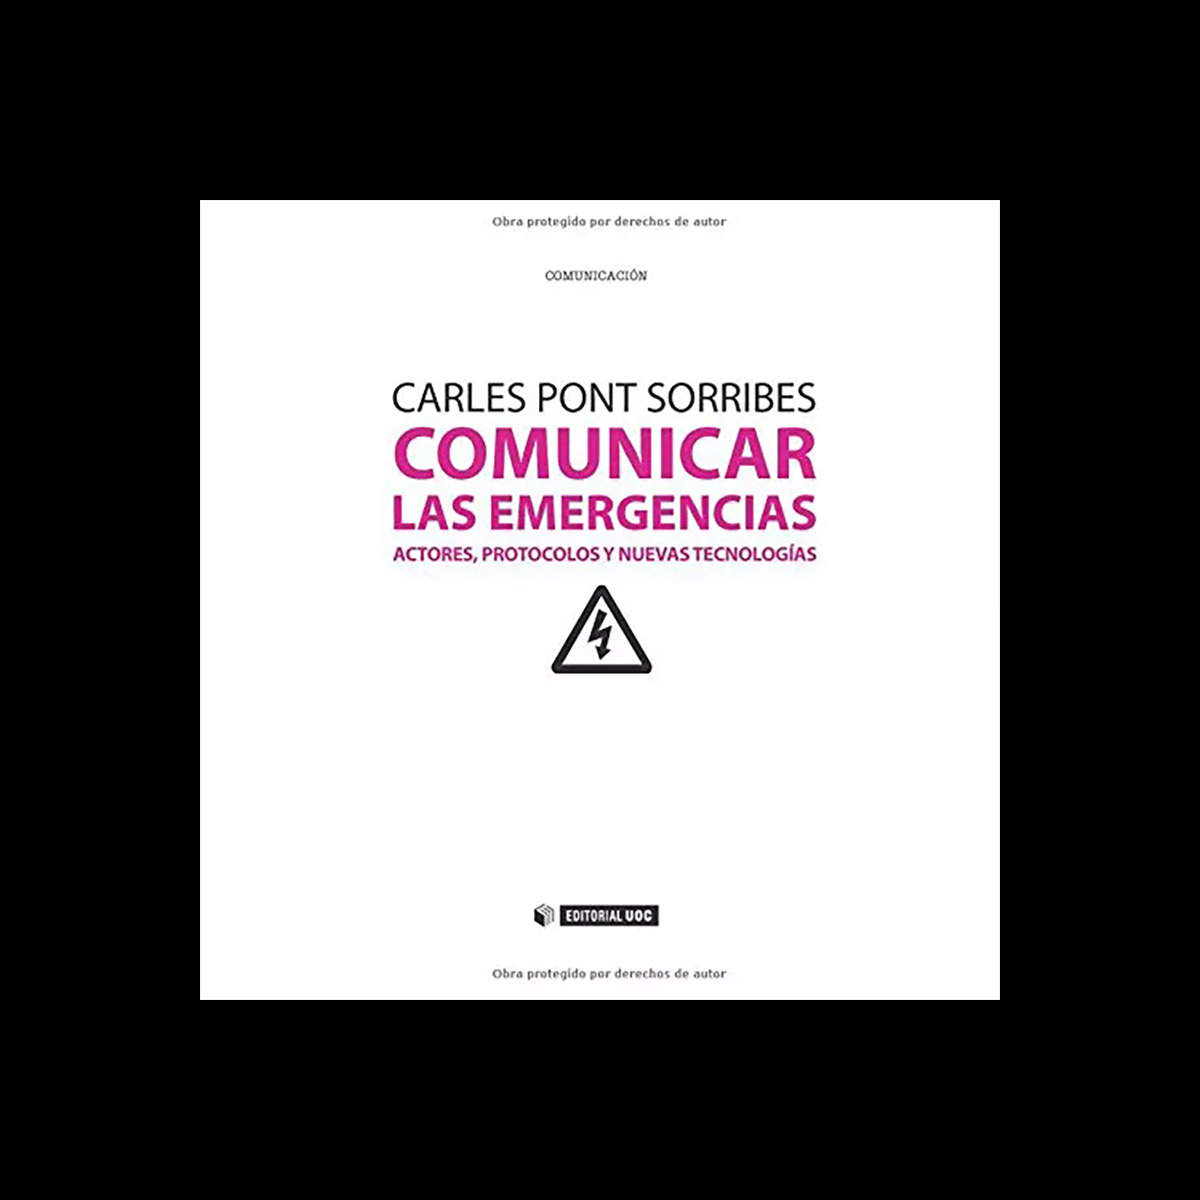 Obra protegido por derechos de autor
COMUNICACIÓN
CARLES PONT SORRIBES
COMUNICAR
LAS EMERGENCIAS
ACTORES, PROTOCOLOS Y NUEVAS TECNOLOGÍAS
EDITORIAL UOC
Obra protegido por derechos de autor